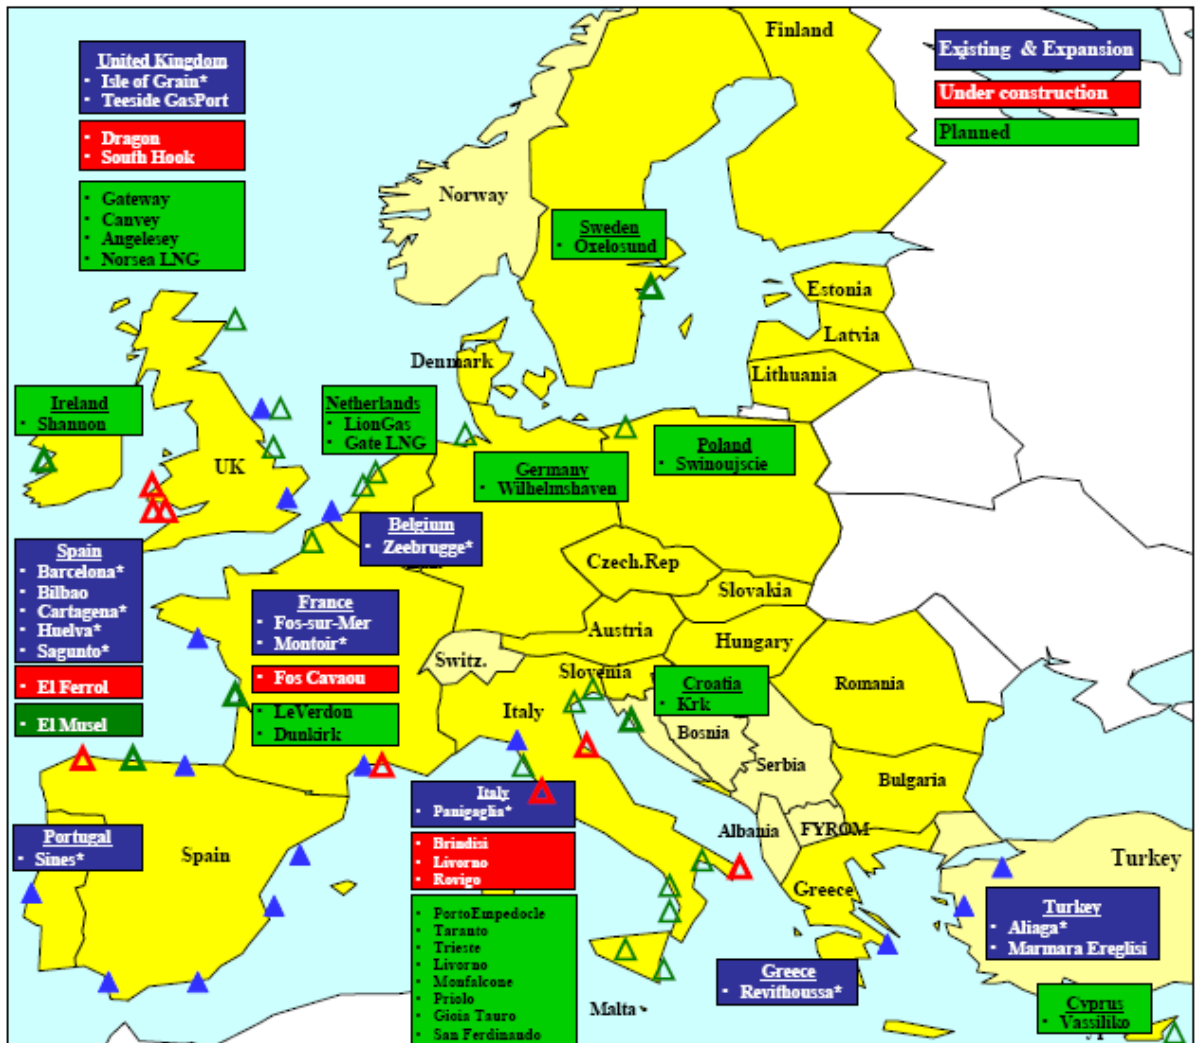 Finland
Existing & Expansion
Under construction
Planned
United Kingdom
· Isle of Grain*
· Teeside GasPort
· Dragon
· South Hook
· Gateway
· Canvey
· Angelesey
· Norsea LNG
Norway
Sweden
· Oxelosund
Estonia
Latvia
Lithuania
Denmark
Ireland
· Shannon
UK
Netherlands
· LionGas
· Gate LNG
Germany
· Wilhelmshaven
Poland
· Swinoujscie
Belgium
· Zeebrugge*
Spain
· Barcelona*
· Bilbao
· Cartagena*
· Huelva*
· Sagunto*
· El Ferrol
· El Musel
France
· Fos-sur-Mer
· Montoir*
· Fos Cavaou
· LeVerdon
· Dunkirk
Czech.Rep
Slovakia
Austria
Hungary
Switz.
Slovenia
Romania
Italy
Croatia
· Krk
Bosnia
Serbia
Bulgaria
Albania
FYROM
Turkey
Greece
Portugal
· Sines*
Spain
Italy
· Panigaglia*
· Brindisi
· Livorno
· Rovigo
· PortoEmpedocle
· Taranto
· Trieste
· Livorno
· Monfalcone
· Priolo
· Gioia Tauro
· San Ferdinando
Malta
Greece
· Revithoussa*
Turkey
· Aliaga*
· Marmara Ereglisi
Cyprus
· Vassiliko